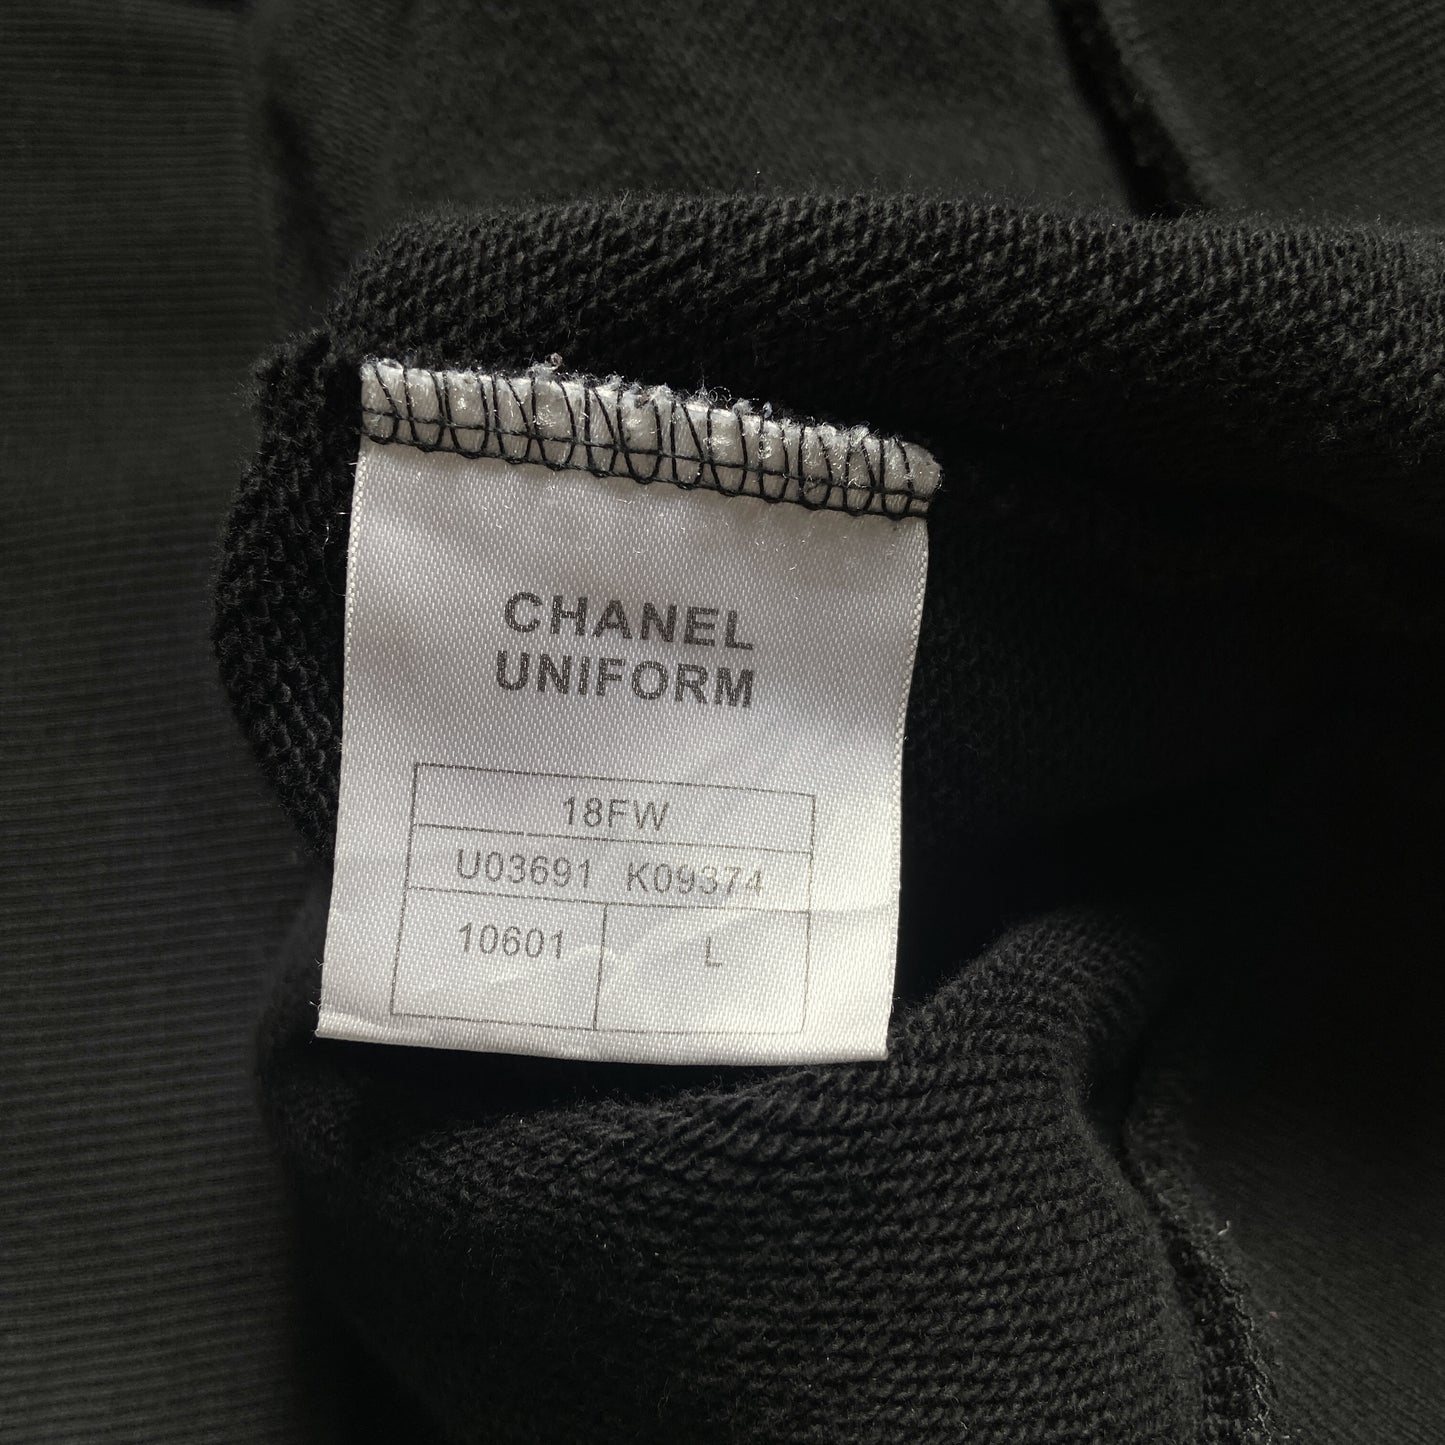 CHANEL
UNIFORM
18FW
U03691 K09374
10601 L